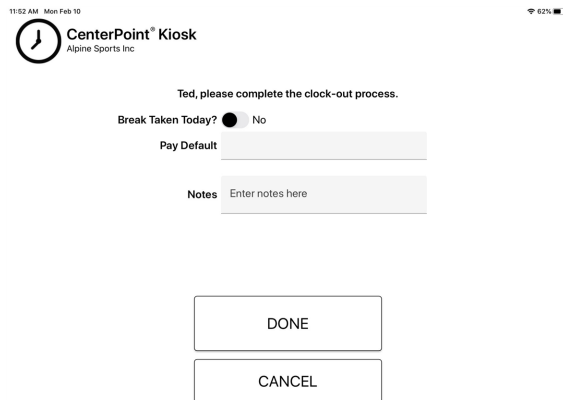 11:52 AM Mon Feb 10
62%
CenterPoint® Kiosk
Alpine Sports Inc
Ted, please complete the clock-out process.
Break Taken Today? No
Pay Default
Notes Enter notes here
DONE
CANCEL